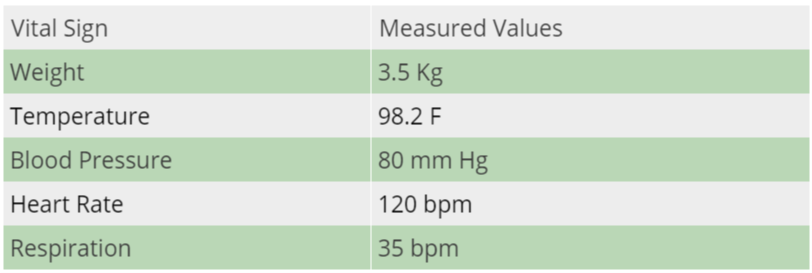 Vital Sign Measured Values
Weight 3.5 Kg
Temperature 98.2 F
Blood Pressure 80 mm Hg
Heart Rate 120 bpm
Respiration 35 bpm